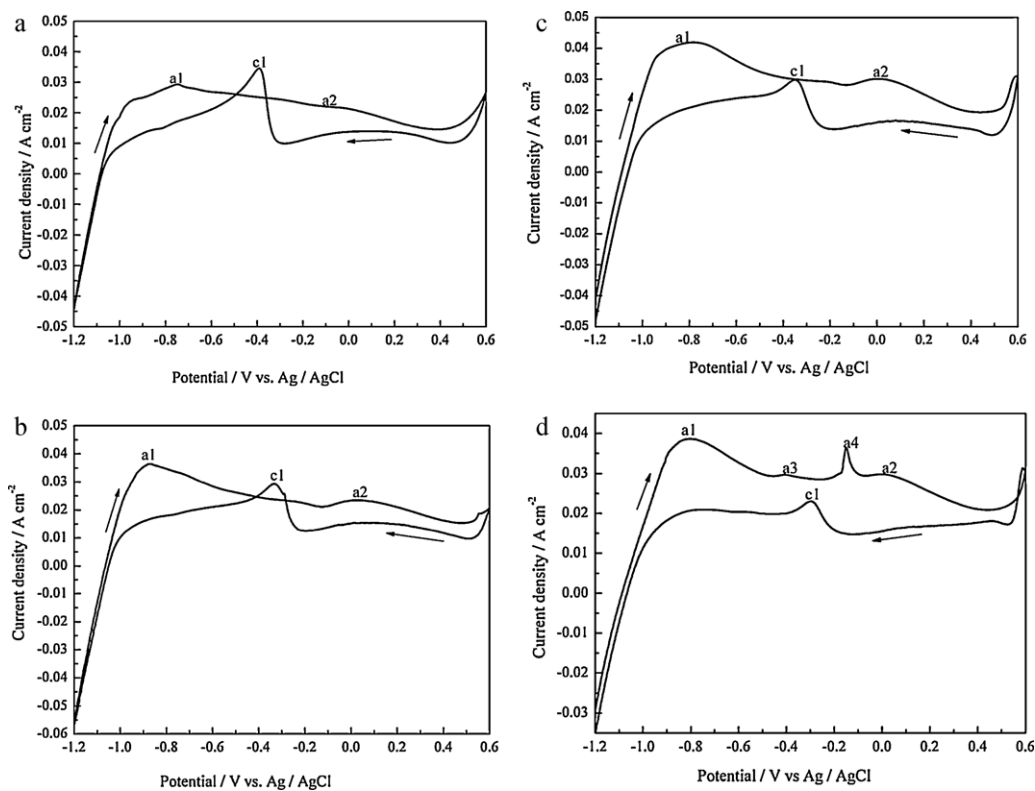 a
Current density / A cm⁻²
0.05
0.04
0.03
0.02
0.01
0.00
-0.01
-0.02
-0.03
-0.04
-0.05
a1
c1
a2
-1.2 -1.0 -0.8 -0.6 -0.4 -0.2 0.0 0.2 0.4 0.6
Potential / V vs. Ag / AgCl
c
Current density / A cm⁻²
0.05
0.04
0.03
0.02
0.01
0.00
-0.01
-0.02
-0.03
-0.04
-0.05
a1
c1
a2
-1.2 -1.0 -0.8 -0.6 -0.4 -0.2 0.0 0.2 0.4 0.6
Potential / V vs. Ag / AgCl
b
Current density / A cm⁻²
0.05
0.04
0.03
0.02
0.01
0.00
-0.01
-0.02
-0.03
-0.04
-0.05
-0.06
a1
c1
a2
-1.2 -1.0 -0.8 -0.6 -0.4 -0.2 0.0 0.2 0.4 0.6
Potential / V vs. Ag / AgCl
d
Current density / A cm⁻²
0.04
0.03
0.02
0.01
0.00
-0.01
-0.02
-0.03
a1
a3
a4
a2
c1
-1.2 -1.0 -0.8 -0.6 -0.4 -0.2 0.0 0.2 0.4 0.6
Potential / V vs Ag / AgCl